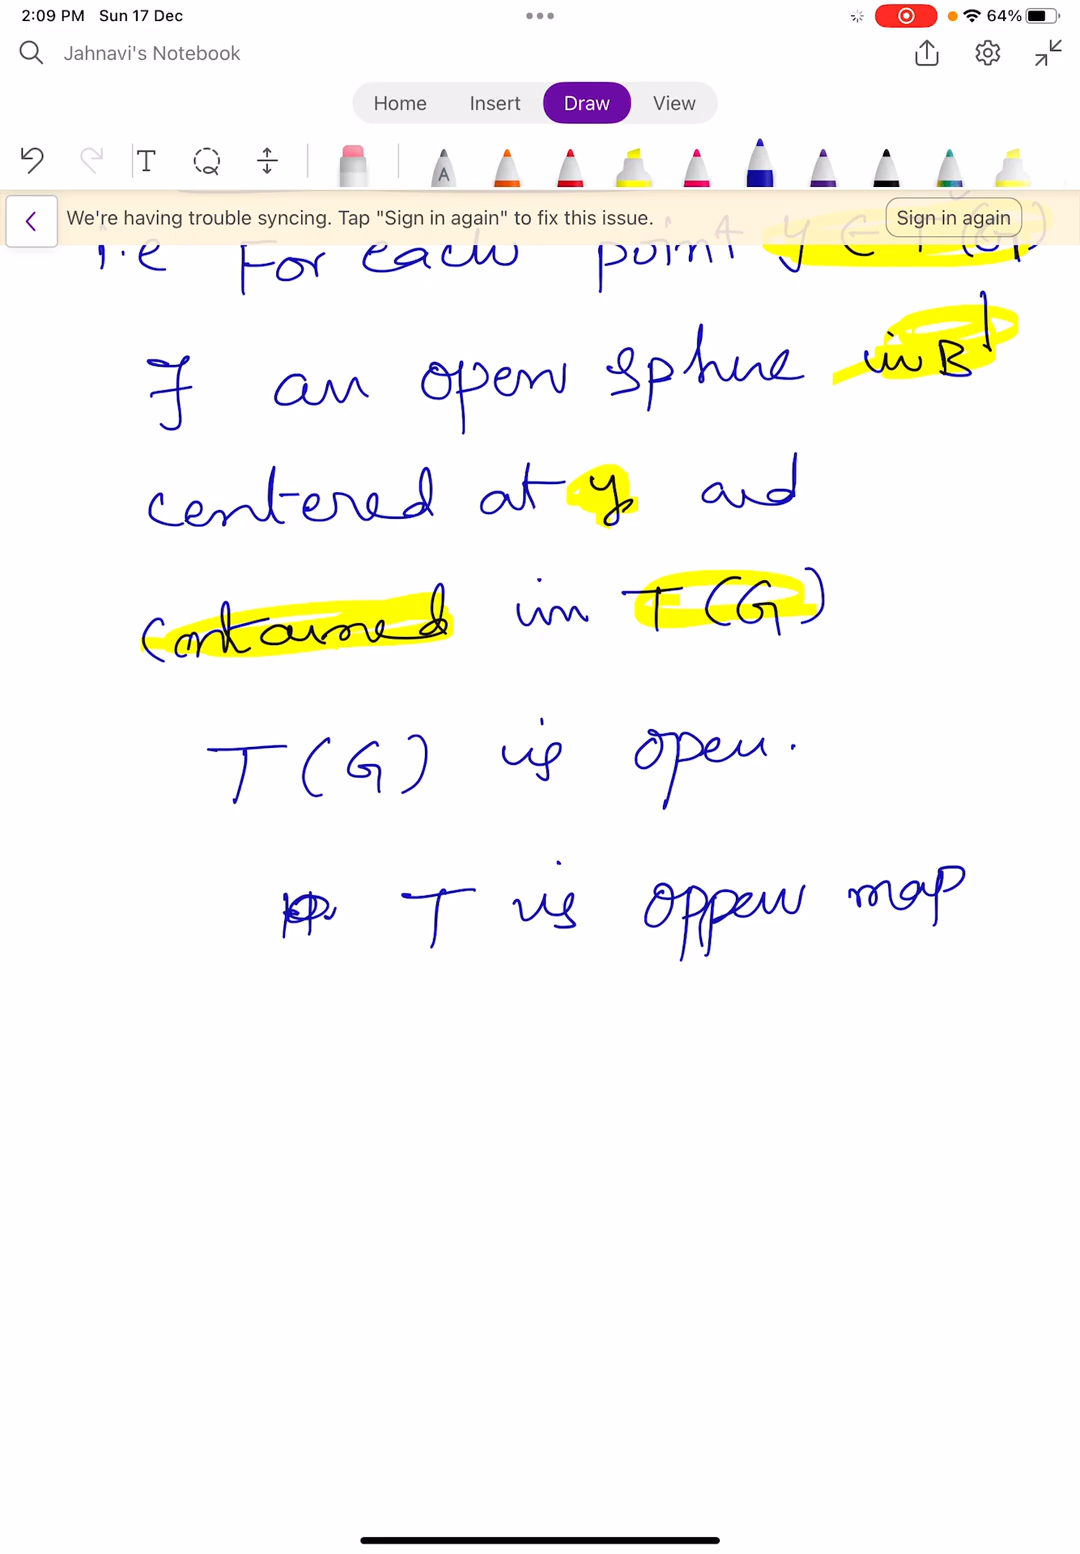 2:09 PM Sun 17 Dec
64%
Jahnavi's Notebook
Home Insert Draw View
T
A
We're having trouble syncing. Tap "Sign in again" to fix this issue.
Sign in again
i.e For each point y ∈ T(G)
∃ an open sphere in B'
centered at y and
contained in T(G)
T(G) is open.
T is oppen map